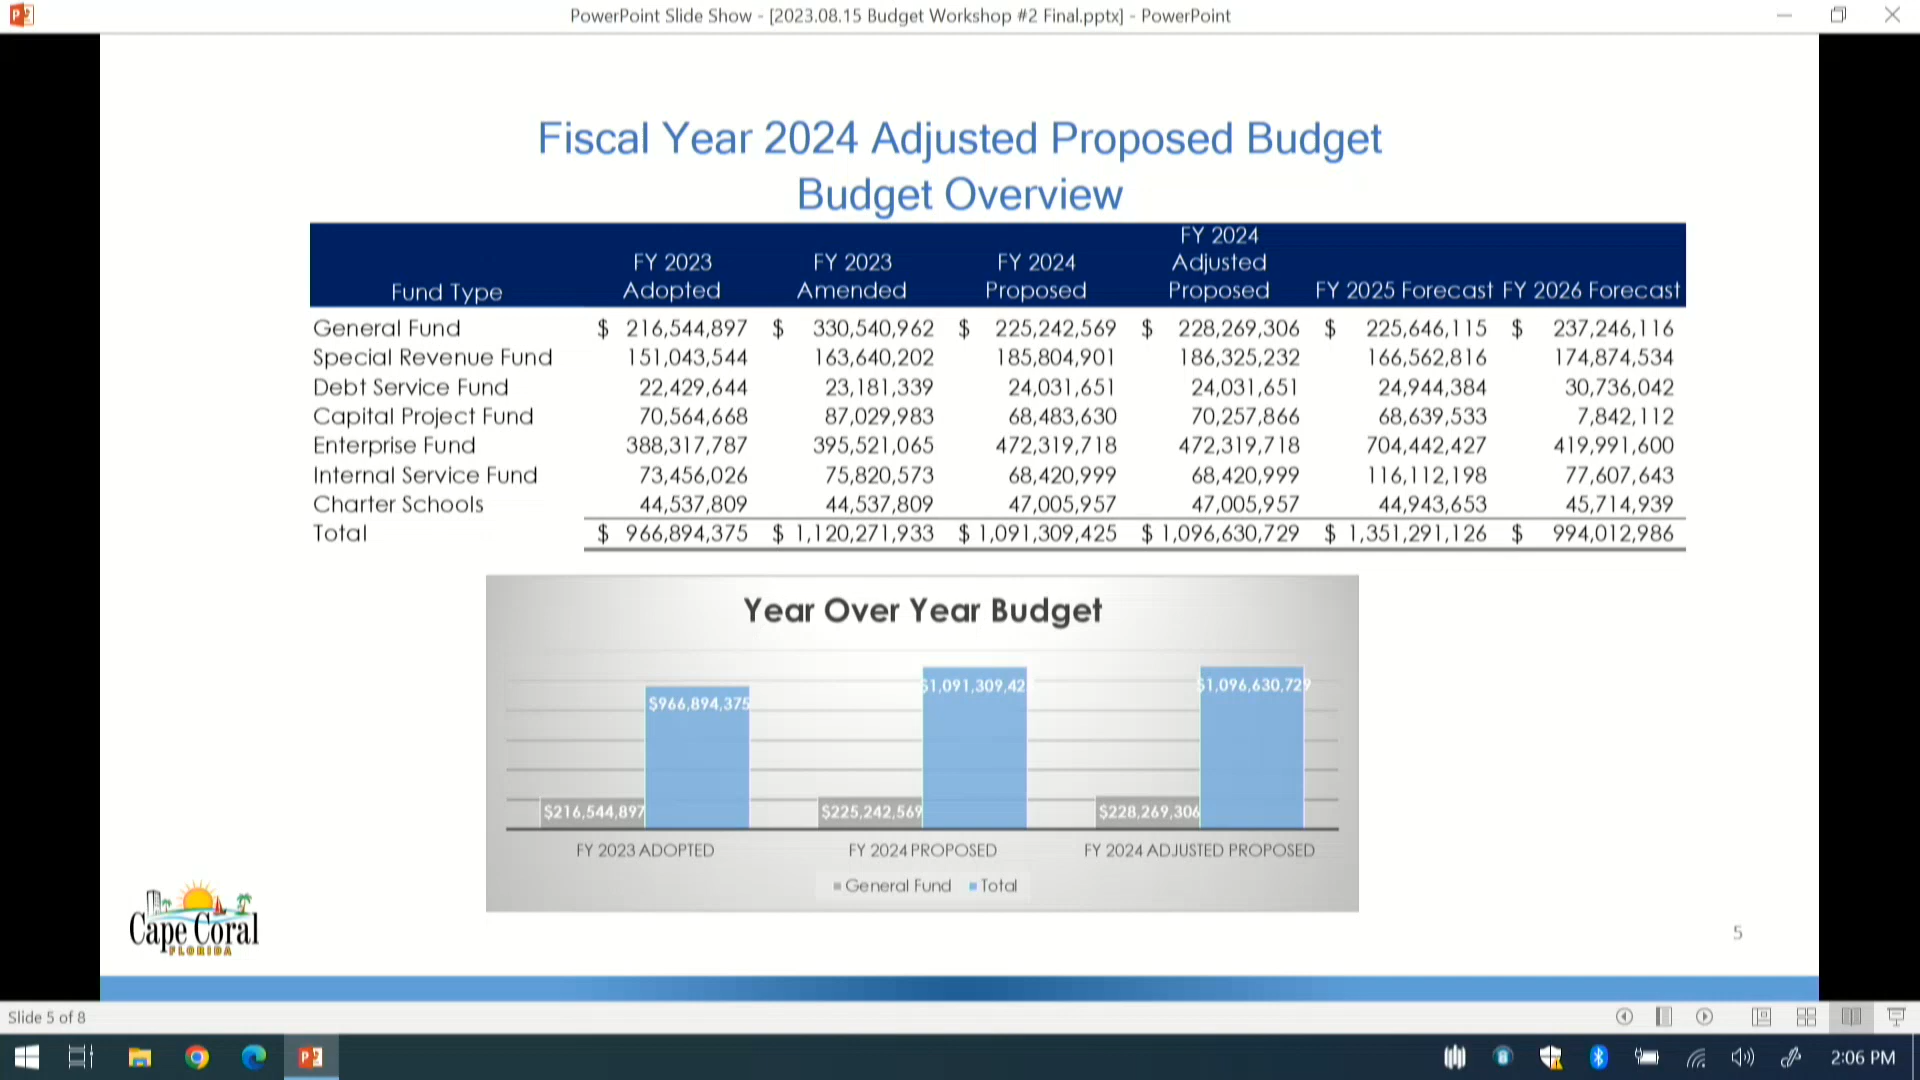 PowerPoint Slide Show - [2023.08.15 Budget Workshop #2 Final.pptx] - PowerPoint
Fiscal Year 2024 Adjusted Proposed Budget
Budget Overview
Fund Type FY 2023 Adopted FY 2023 Amended FY 2024 Proposed FY 2024 Adjusted Proposed FY 2025 Forecast FY 2026 Forecast
General Fund $ 216,544,897 $ 330,540,962 $ 225,242,569 $ 228,269,306 $ 225,646,115 $ 237,246,116
Special Revenue Fund 151,043,544 163,640,202 185,804,901 186,325,232 166,562,816 174,874,534
Debt Service Fund 22,429,644 23,181,339 24,031,651 24,031,651 24,944,384 30,736,042
Capital Project Fund 70,564,668 87,029,983 68,483,630 70,257,866 68,639,533 7,842,112
Enterprise Fund 388,317,787 395,521,065 472,319,718 472,319,718 704,442,427 419,991,600
Internal Service Fund 73,456,026 75,820,573 68,420,999 68,420,999 116,112,198 77,607,643
Charter Schools 44,537,809 44,537,809 47,005,957 47,005,957 44,943,653 45,714,939
Total $ 966,894,375 $ 1,120,271,933 $ 1,091,309,425 $ 1,096,630,729 $ 1,351,291,126 $ 994,012,986
Year Over Year Budget
$966,894,375 $1,091,309,42 $1,096,630,729
$216,544,897 $225,242,569 $228,269,306
FY 2023 ADOPTED FY 2024 PROPOSED FY 2024 ADJUSTED PROPOSED
General Fund Total
Cape Coral
FLORIDA
5
Slide 5 of 8
2:06 PM